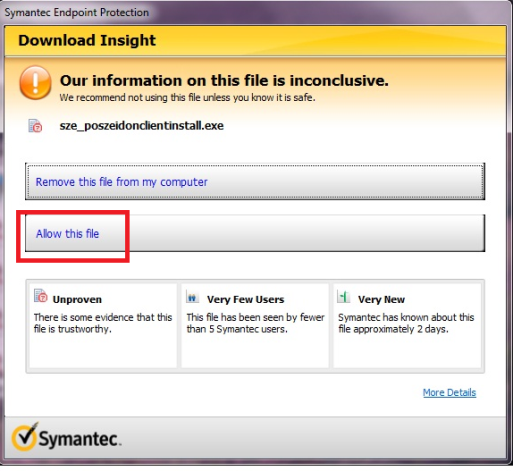 Symantec Endpoint Protection
Download Insight
Our information on this file is inconclusive.
We recommend not using this file unless you know it is safe.
sze_poszeidonclientinstall.exe
Remove this file from my computer
Allow this file
Unproven
There is some evidence that this
file is trustworthy.
Very Few Users
This file has been seen by fewer
than 5 Symantec users.
Very New
Symantec has known about this
file approximately 2 days.
More Details
Symantec.